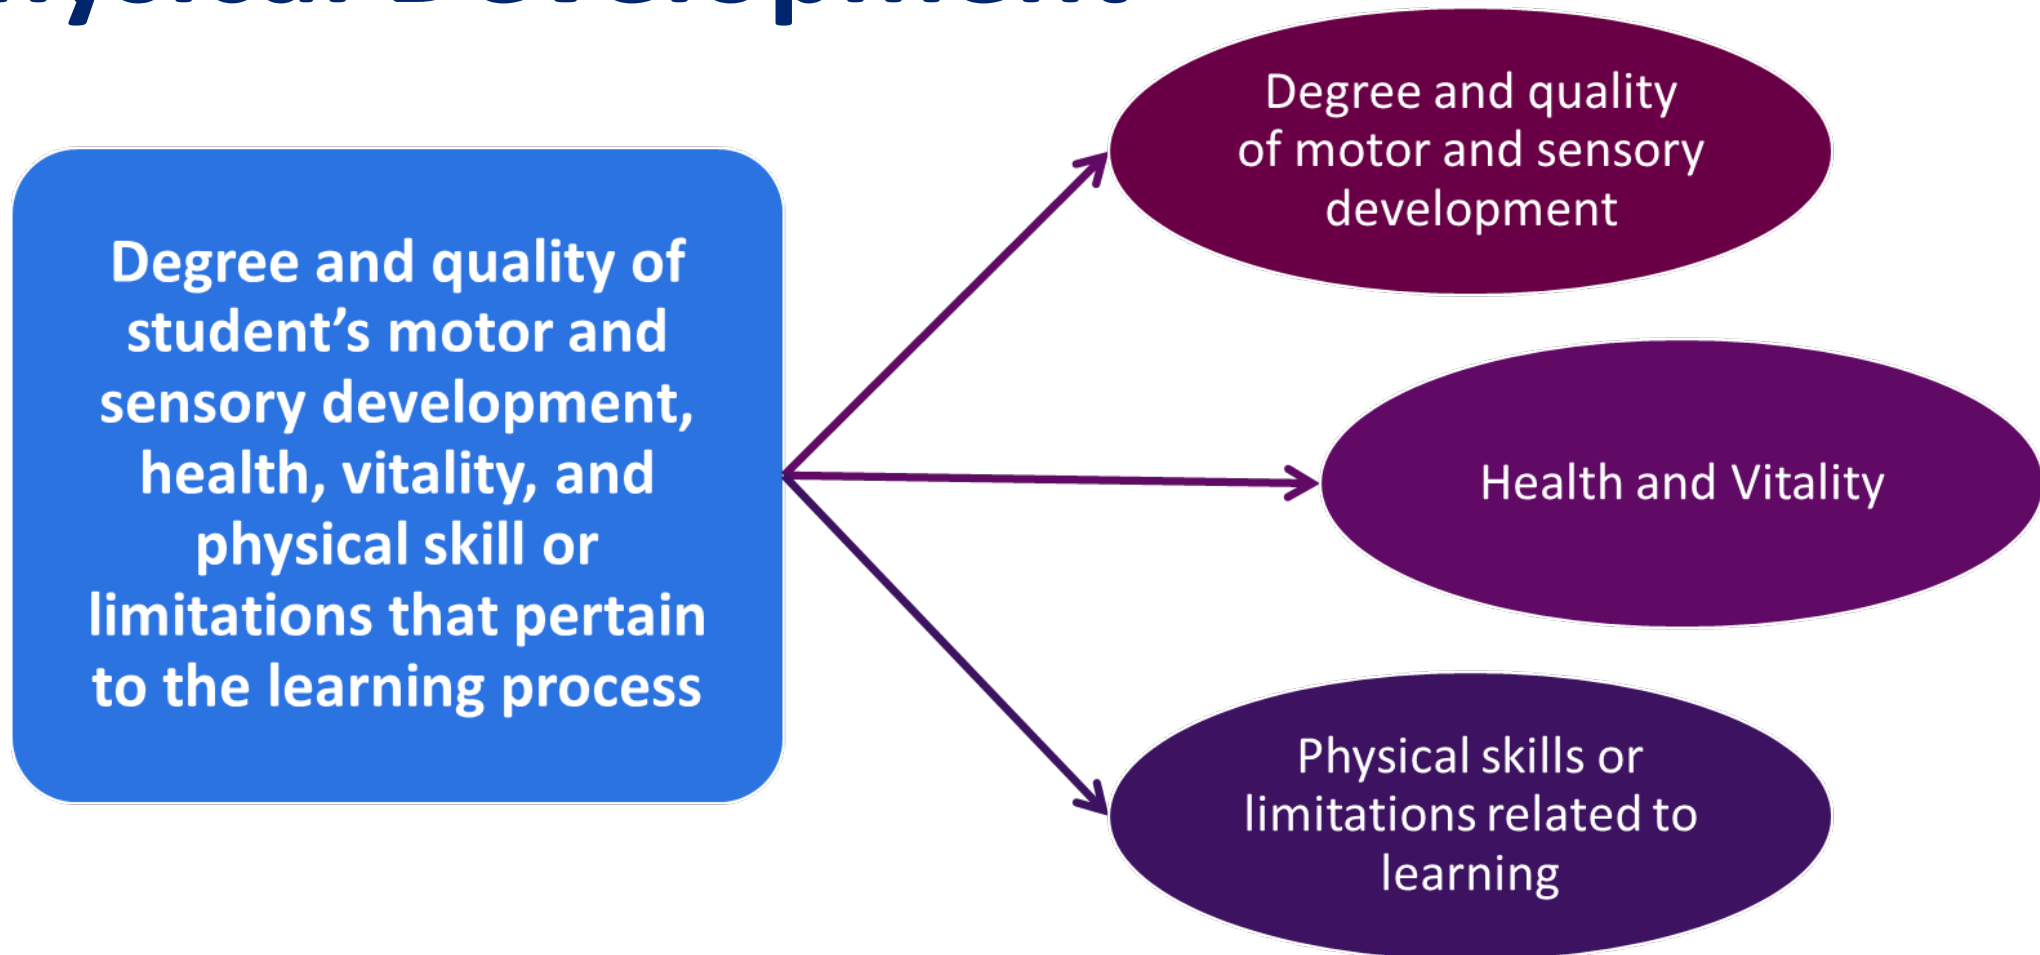 Physical Development
Degree and quality of
student’s motor and
sensory development,
health, vitality, and
physical skill or
limitations that pertain
to the learning process
Degree and quality
of motor and sensory
development
Health and Vitality
Physical skills or
limitations related to
learning